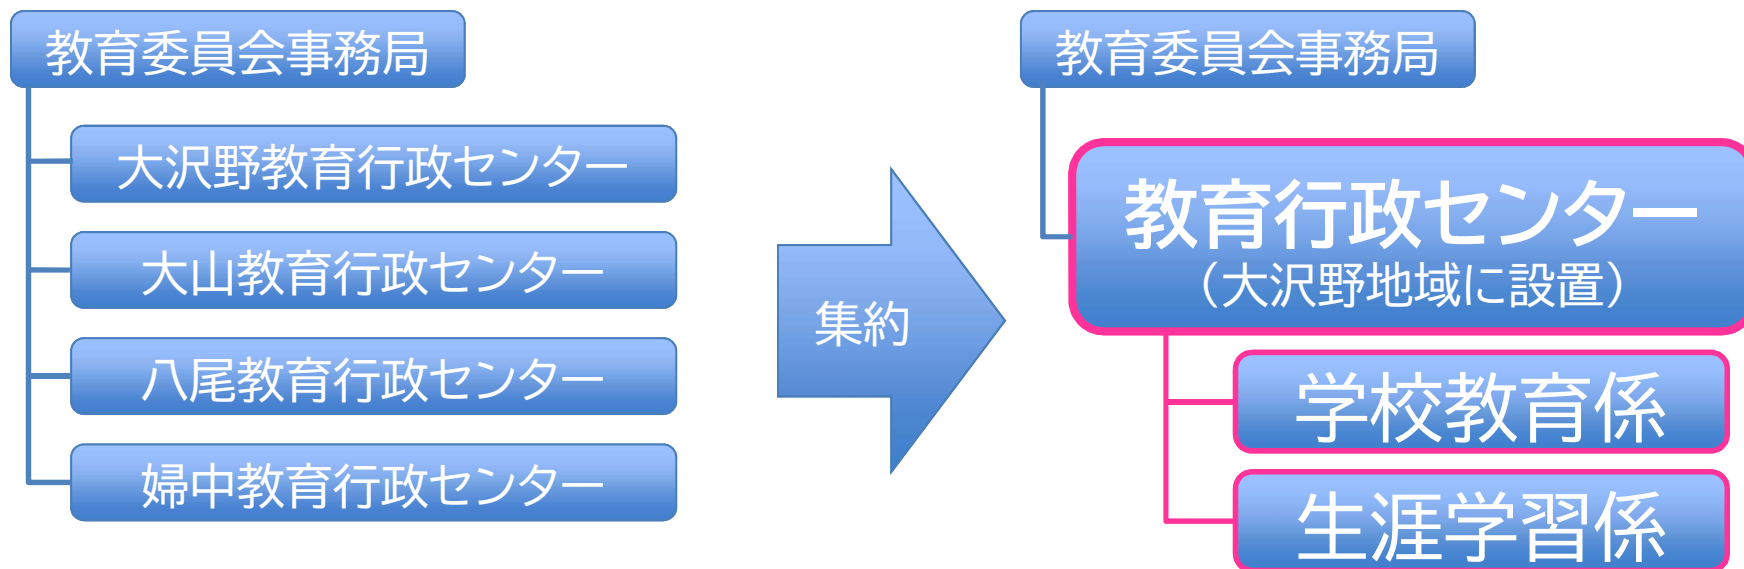 教育委員会事務局
大沢野教育行政センター
大山教育行政センター
八尾教育行政センター
婦中教育行政センター
集約
教育委員会事務局
教育行政センター
（大沢野地域に設置）
学校教育係
生涯学習係